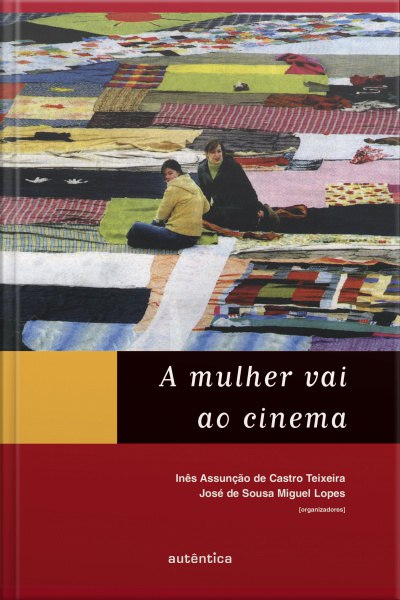 A mulher vai
ao cinema
Inês Assunção de Castro Teixeira
José de Sousa Miguel Lopes
[organizadores]
autêntica